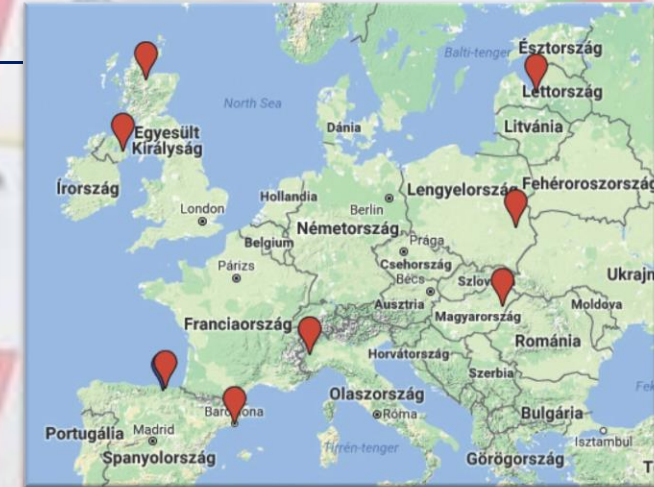 Balti-tenger
Észtország
Lettország
North Sea
Litvánia
Dánia
Egyesült
Királyság
Írország
Hollandia
Lengyelország
Fehéroroszország
London
Berlin
Németország
Belgium
Prága
Csehország
Párizs
Bécs
Szlov
Ukrajn
Ausztria
Moldova
Magyarország
Franciaország
Románia
Horvátország
Szerbia
Olaszország
Fek
Barcelona
Róma
Bulgária
Portugália
Madrid
Isztambul
Spanyolország
Tirrén-tenger
Görögország
T